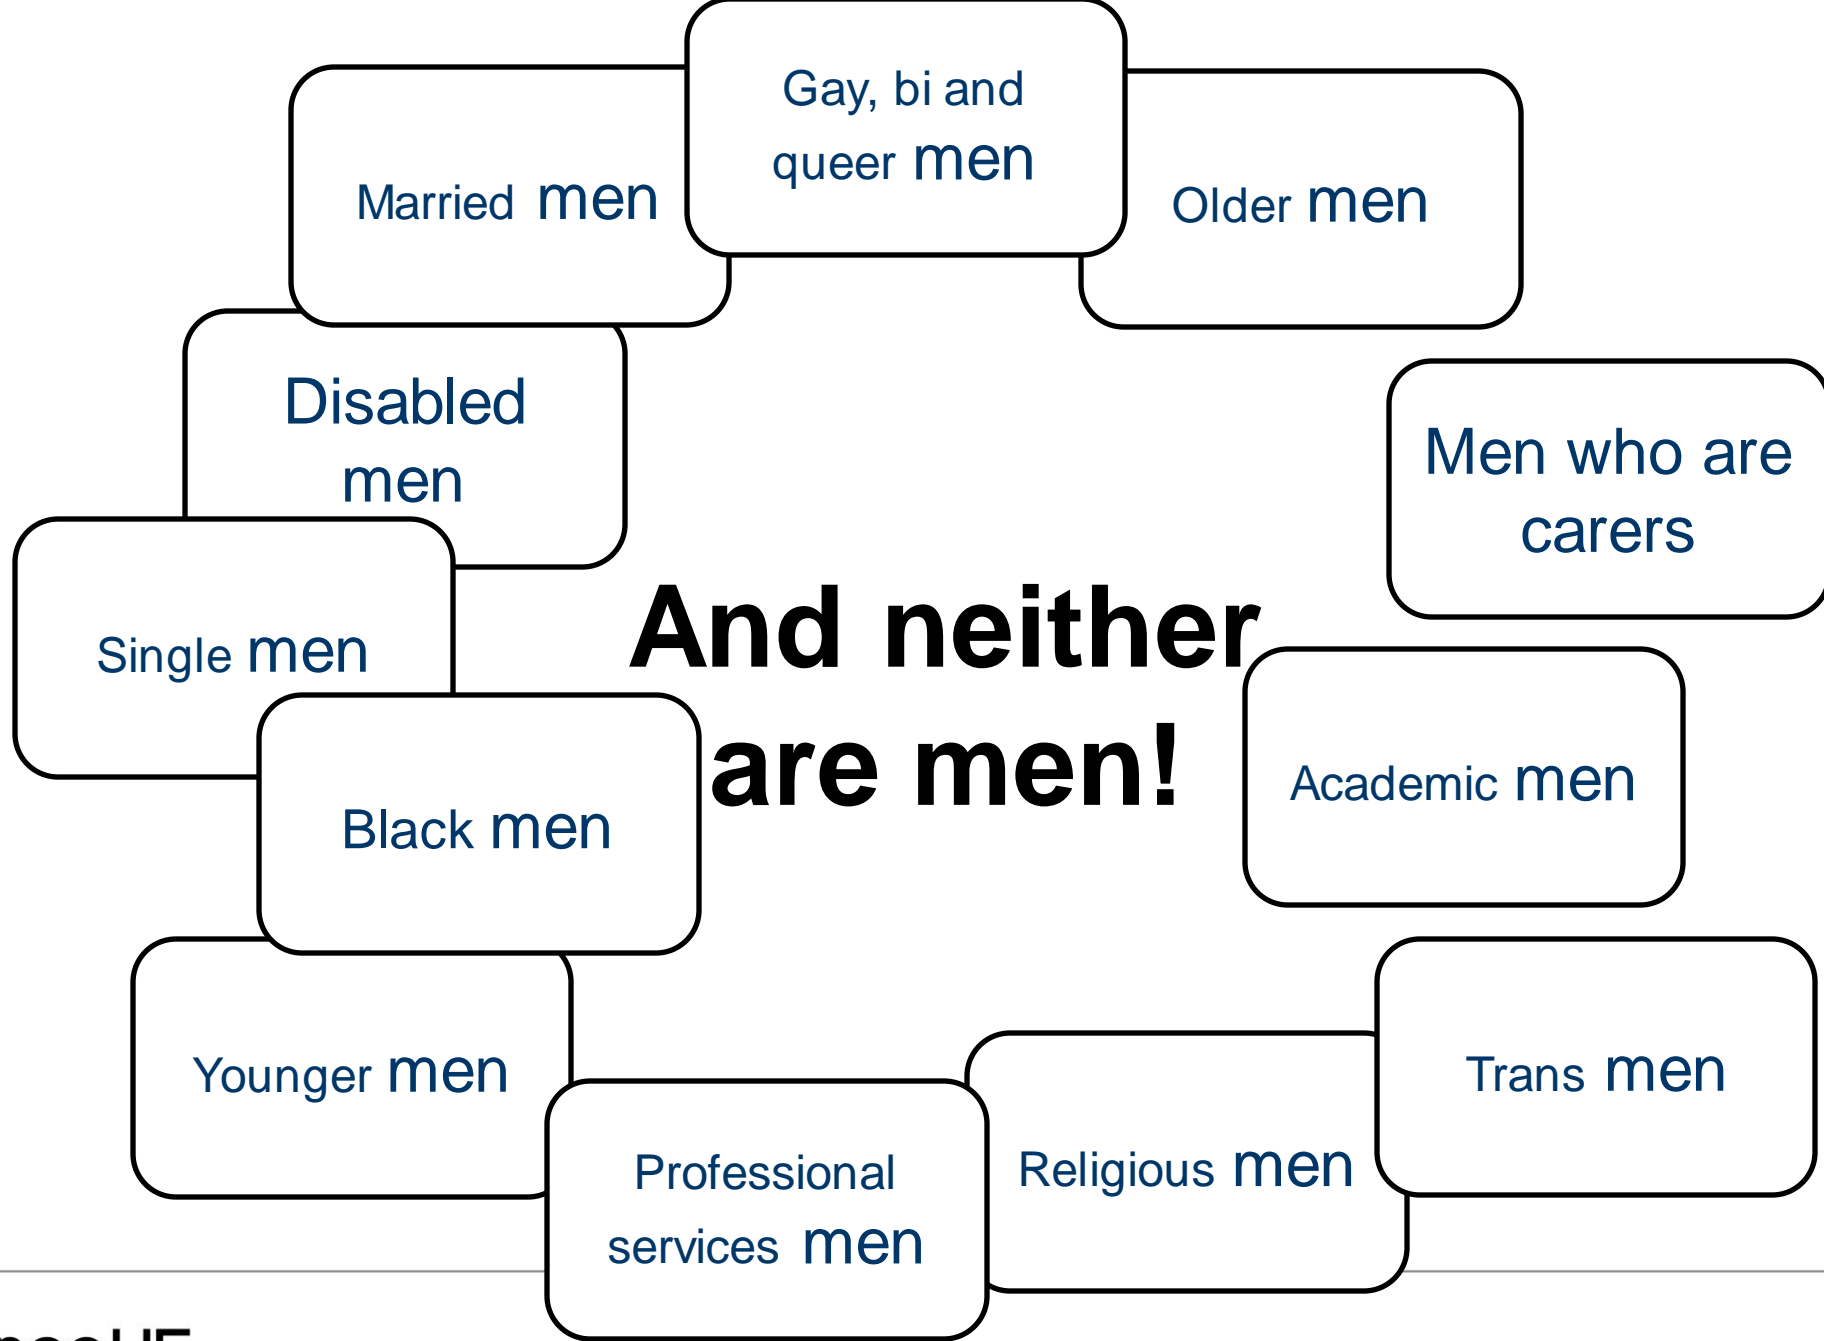 Gay, bi and
queer men
Married men
Older men
Disabled
men
Men who are
carers
And neither
are men!
Single men
Academic men
Black men
Younger men
Trans men
Professional
services men
Religious men